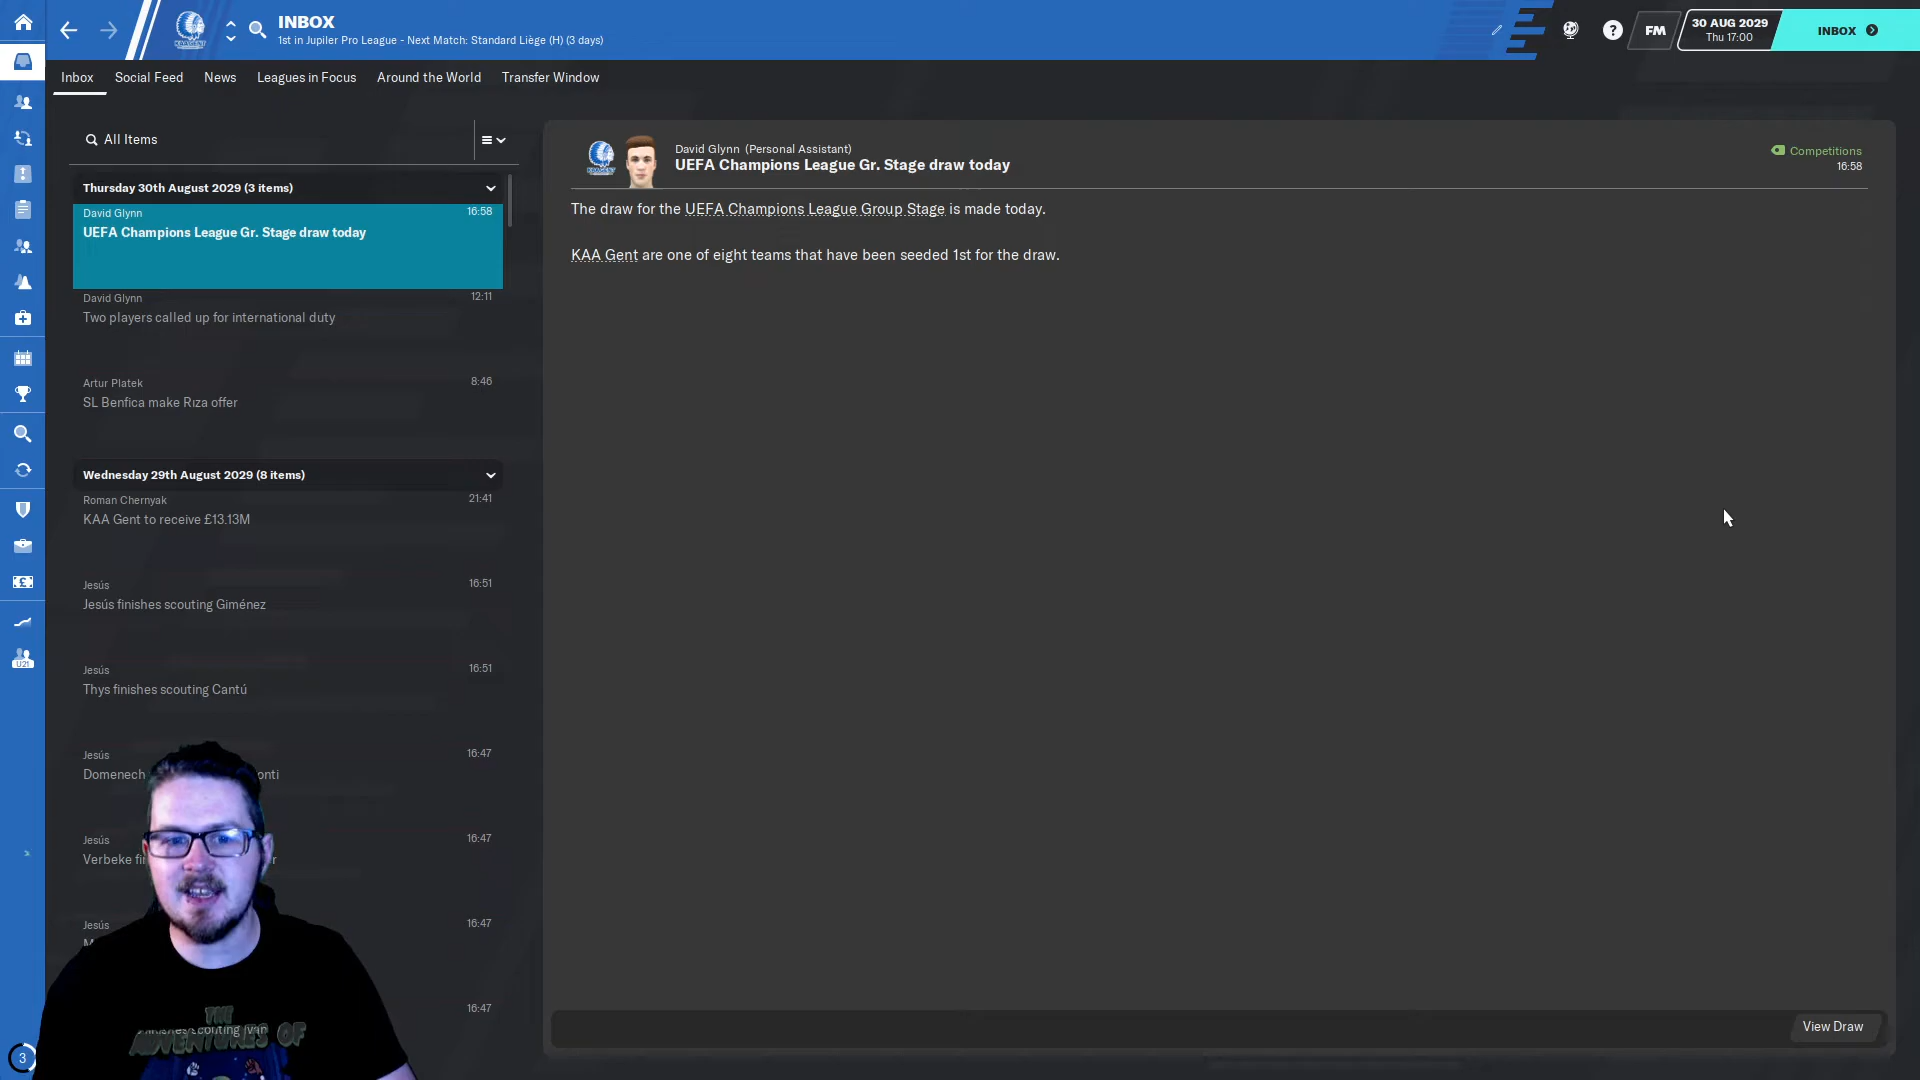 INBOX
1st in Jupiler Pro League - Next Match: Standard Liège (H) (3 days)
FM
30 AUG 2029
Thu 17:00
INBOX
Inbox
Social Feed
News
Leagues in Focus
Around the World
Transfer Window
All Items
Thursday 30th August 2029 (3 items)
David Glynn 16:58
UEFA Champions League Gr. Stage draw today
David Glynn 12:11
Two players called up for international duty
Artur Platek 8:46
SL Benfica make Rıza offer
Wednesday 29th August 2029 (8 items)
Roman Chernyak 21:41
KAA Gent to receive £13.13M
Jesús 16:51
Jesús finishes scouting Giménez
Jesús 16:51
Thys finishes scouting Cantú
Jesús 16:47
Domenech
Jesús 16:47
Verbeke
Jesús 16:47
16:47
scouting Ivan
THE
ADVENTURES OF
3
U21
David Glynn (Personal Assistant)
UEFA Champions League Gr. Stage draw today
Competitions
16:58
The draw for the UEFA Champions League Group Stage is made today.
KAA Gent are one of eight teams that have been seeded 1st for the draw.
View Draw